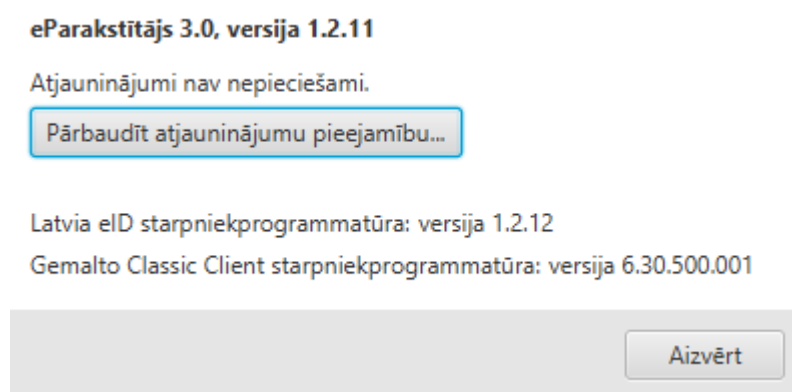 eParakstītājs 3.0, versija 1.2.11
Atjauninājumi nav nepieciešami.
Pārbaudīt atjauninājumu pieejamību...
Latvia eID starpniekprogrammatūra: versija 1.2.12
Gemalto Classic Client starpniekprogrammatūra: versija 6.30.500.001
Aizvērt